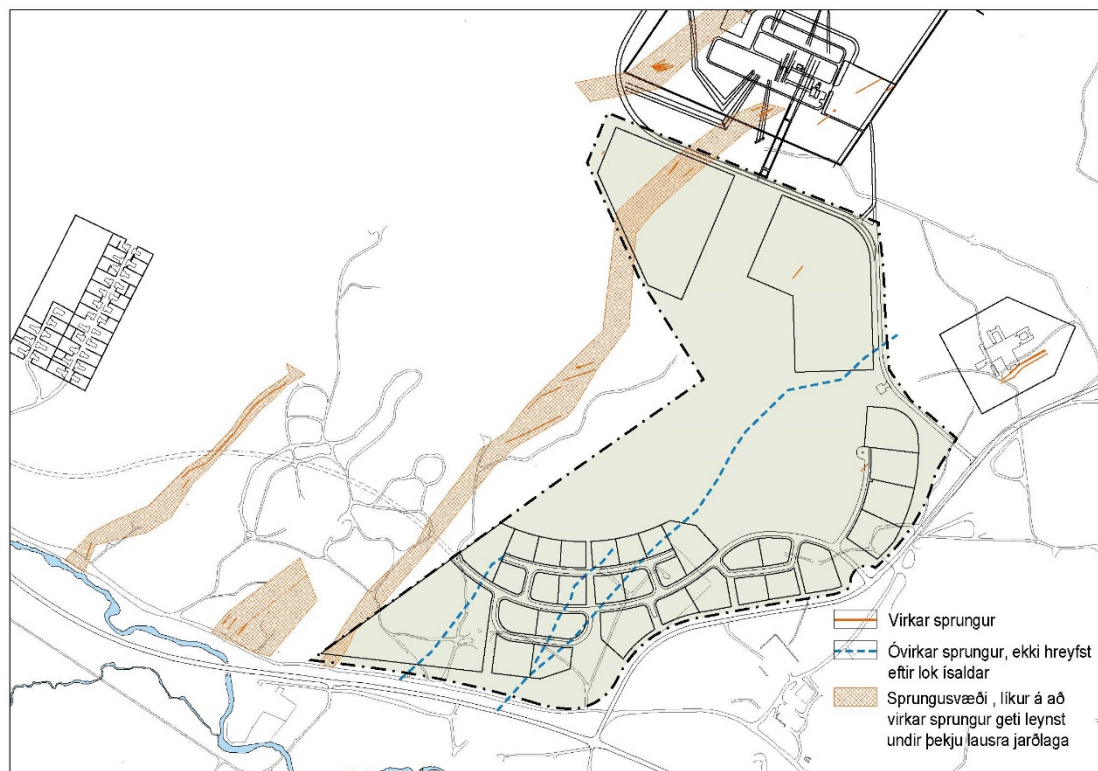 Virkar sprungur
Óvirkar sprungur, ekki hreyfst
eftir lok ísaldar
Sprungusvæði , líkur á að
virkar sprungur geti leynst
undir þekju lausra jarðlaga